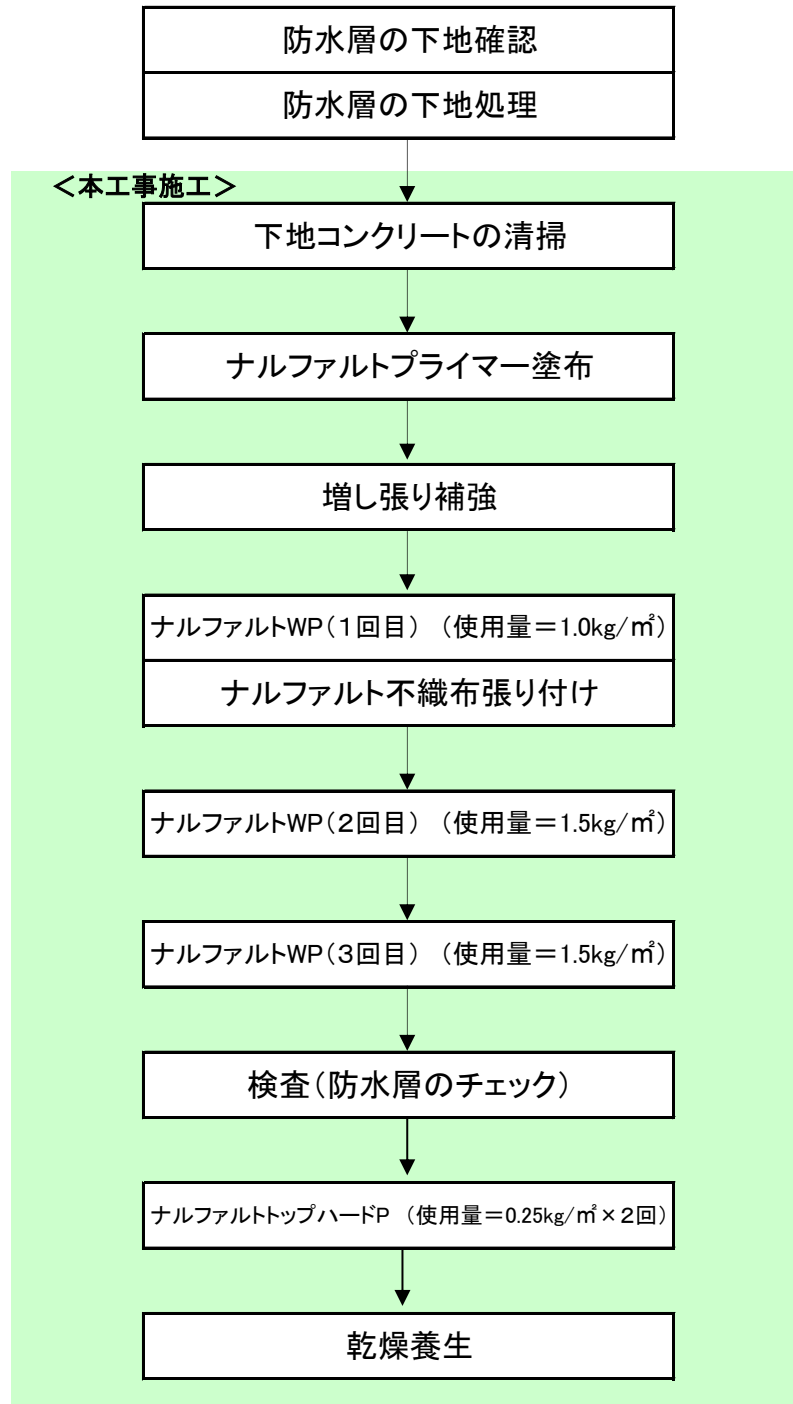 防水層の下地確認
防水層の下地処理
＜本工事施工＞
下地コンクリートの清掃
ナルファルトプライマー塗布
増し張り補強
ナルファルトWP（１回目）　（使用量＝1.0kg/㎡）
ナルファルト不織布張り付け
ナルファルトWP（２回目）　（使用量＝1.5kg/㎡）
ナルファルトWP（３回目）　（使用量＝1.5kg/㎡）
検査（防水層のチェック）
ナルファルトトップハードP　（使用量＝0.25kg/㎡×２回）
乾燥養生